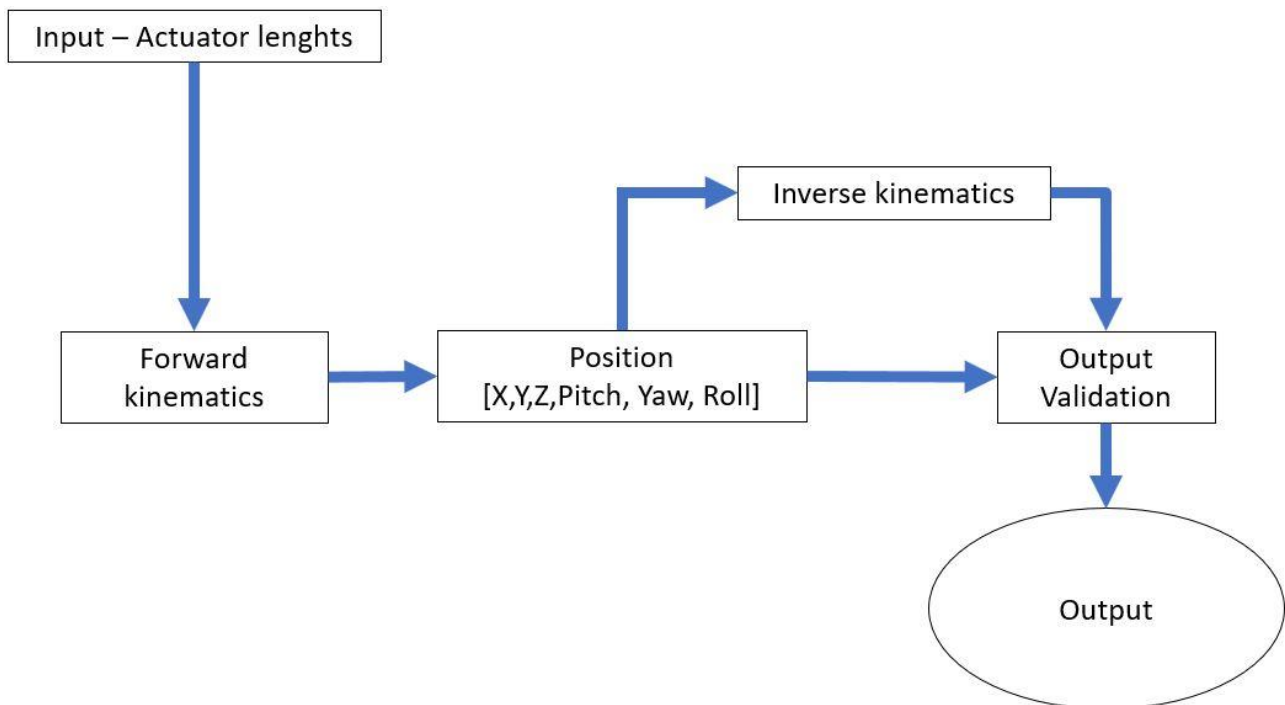 Input – Actuator lenghts
Inverse kinematics
Forward
kinematics
Position
[X,Y,Z,Pitch, Yaw, Roll]
Output
Validation
Output